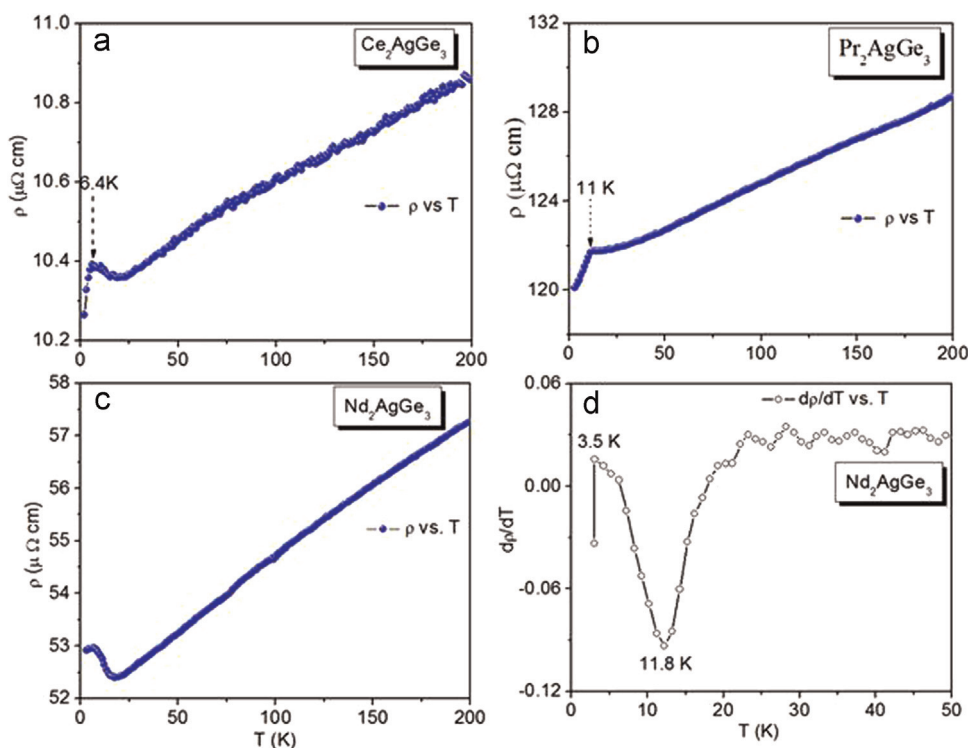 a
Ce₂AgGe₃
11.0
10.8
10.6
10.4
10.2
ρ (μΩ cm)
6.4K
ρ vs T
0 50 100 150 200
b
Pr₂AgGe₃
132
128
124
120
ρ (μΩ cm)
11 K
ρ vs T
0 50 100 150 200
c
Nd₂AgGe₃
58
57
56
55
54
53
52
ρ (μ Ω cm)
ρ vs. T
0 50 100 150 200
T (K)
d
dρ/dT vs. T
0.06
0.00
-0.06
-0.12
dρ/dT
3.5 K
Nd₂AgGe₃
11.8 K
0 10 20 30 40 50
T (K)